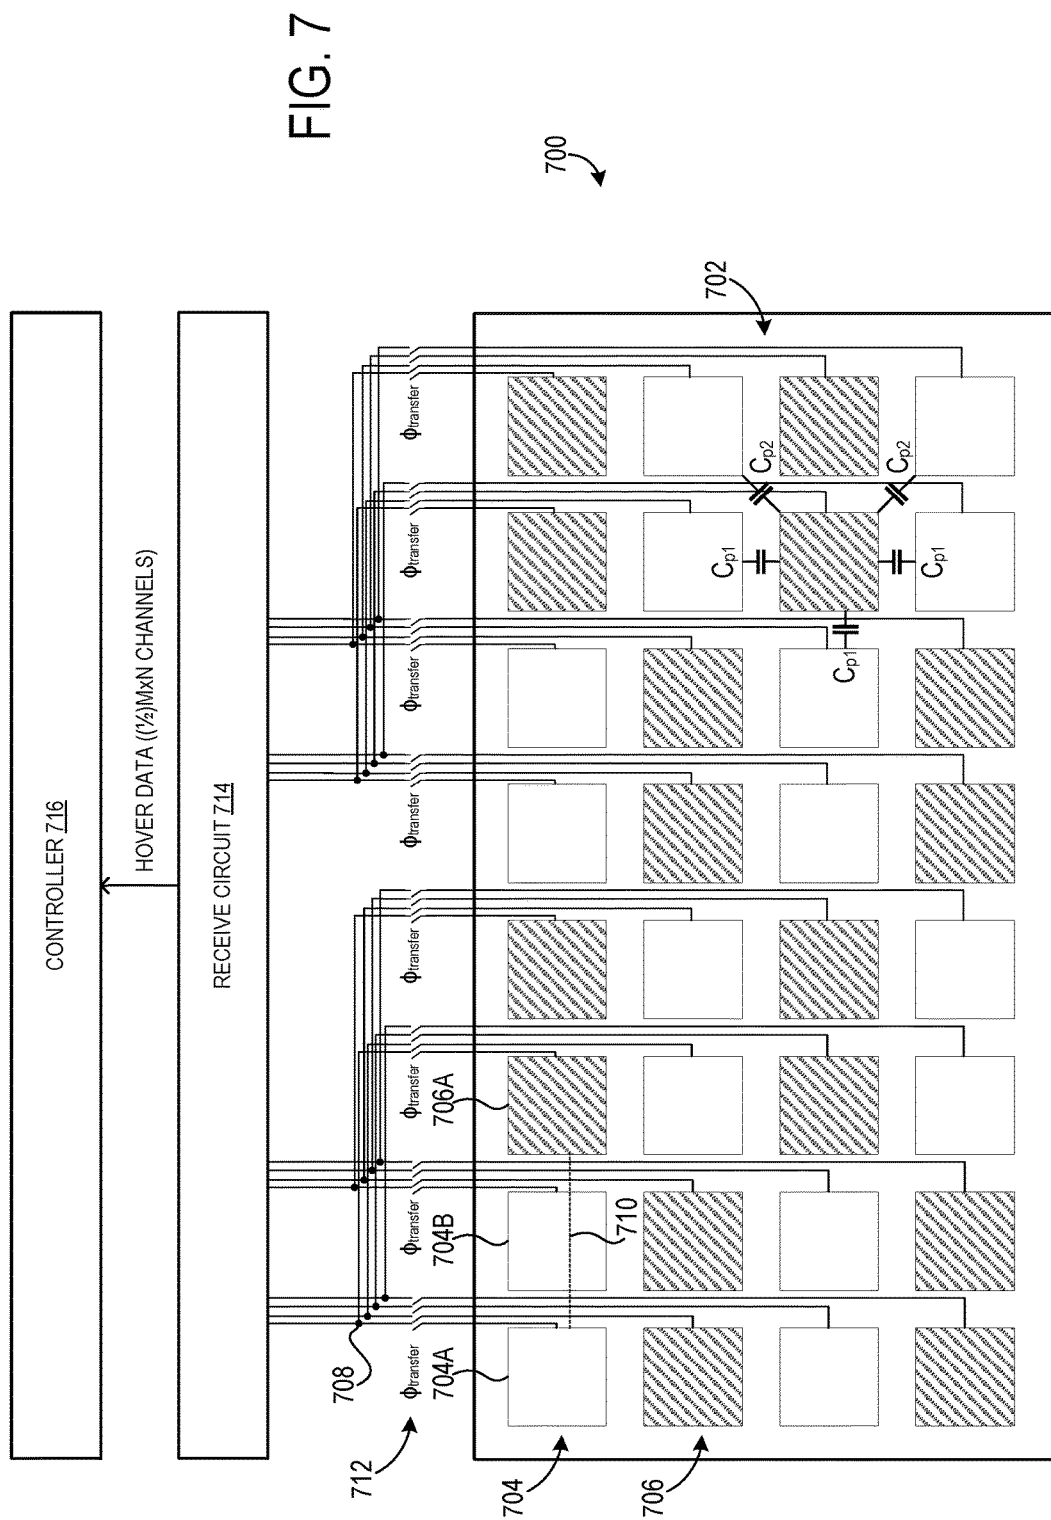 FIG. 7
700
CONTROLLER 716
HOVER DATA ((½)MxN CHANNELS)
RECEIVE CIRCUIT 714
708
712
ϕtransfer
ϕtransfer
ϕtransfer
ϕtransfer
ϕtransfer
ϕtransfer
ϕtransfer
ϕtransfer
704A
704B
706A
702
704
710
706
Cp1
Cp2
Cp1
Cp1
Cp2